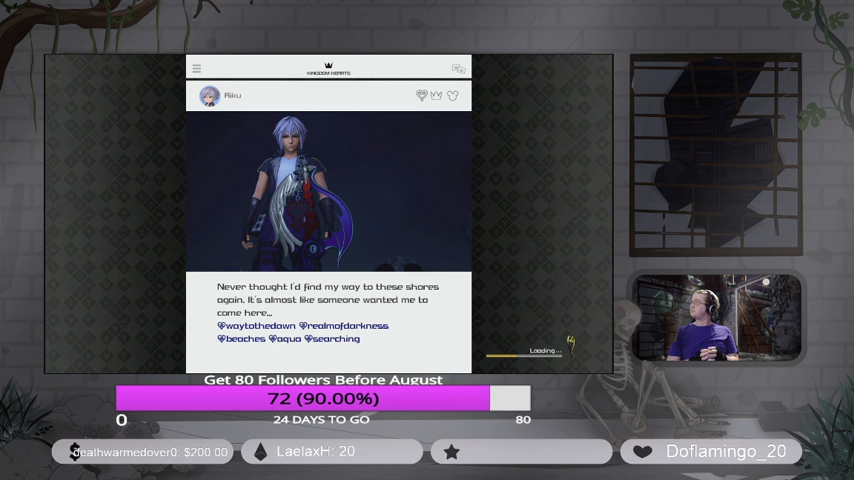 KINGDOM HEARTS
Riku
Never thought I'd find my way to these shores
again. It's almost like someone wanted me to
come here...
waytothedawn realmofdarkness
beaches aqua searching
Loading...
Get 80 Followers Before August
72 (90.00%)
0 24 DAYS TO GO 80
deathwarmedover0: $200.00 LaelaxH: 20 Doflamingo_20